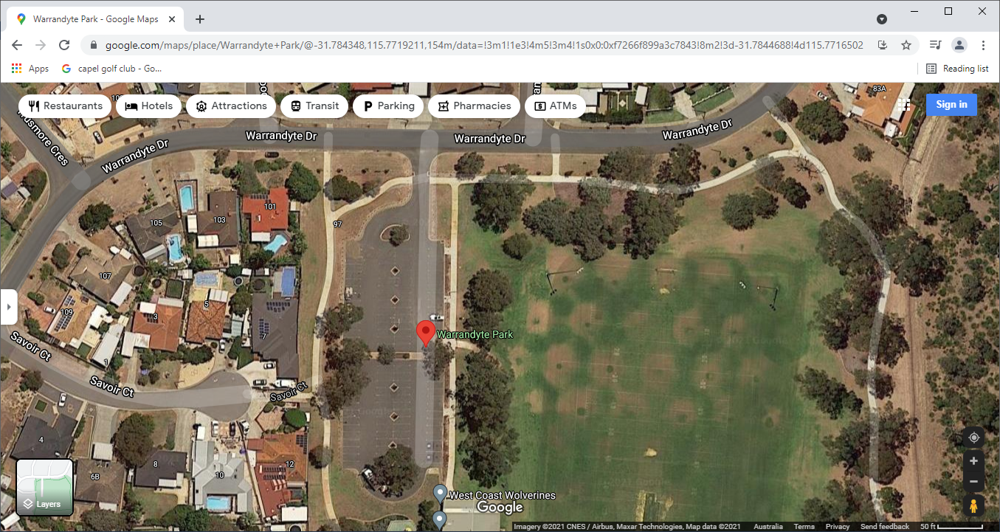 Warrandyte Park - Google Maps
google.com/maps/place/Warrandyte+Park/@-31.784348,115.7719211,154m/data=!3m1!1e3!4m5!3m4!1s0x0:0xf7266f899a3c7843!8m2!3d-31.7844688!4d115.7716502
Apps
capel golf club - Go...
Reading list
Restaurants
Hotels
Attractions
Transit
Parking
Pharmacies
ATMs
83A
Sign in
Warrandyte Dr
Warrandyte Dr
Warrandyte Dr
Warrandyte Dr
101
103
105
97
107
109
5
3
7
1
Warrandyte Park
Savoir Ct
Savoir Ct
Savoir Ct
4
8
6B
10
12
Layers
West Coast Wolverines
Google
Imagery ©2021 CNES / Airbus, Maxar Technologies, Map data ©2021
Australia
Terms
Privacy
Send feedback
50 ft